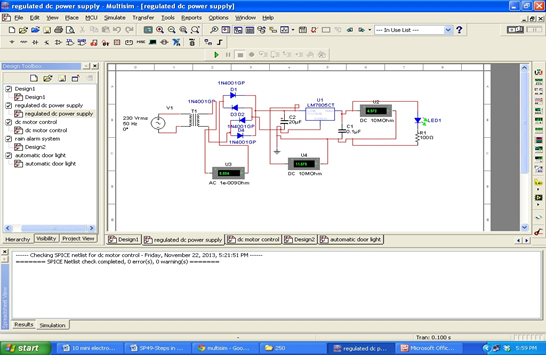 regulated dc power supply - Multisim - [regulated dc power supply]
File Edit View Place MCU Simulate Transfer Tools Reports Options Window Help
--- In Use List ---
Design Toolbox
Design1
Design1
regulated dc power supply
regulated dc power supply
dc motor control
dc motor control
rain alarm system
Design2
automatic door light
automatic door light
Hierarchy Visibility Project View
1N4001GP
D1
1N4001GP
V1
230 Vrms
50 Hz
0°
T1
D3 D2
1N4001GP
D4
1N4001GP
U1
LM7805CT
C2
20µF
C1
0.1µF
U2
DC 10MOhm
LED1
R1
100Ω
U3
AC 1e-009Ohm
U4
DC 10MOhm
Design1 regulated dc power supply dc motor control Design2 automatic door light
------ Checking SPICE netlist for dc motor control - Friday, November 22, 2013, 5:21:51 PM ------
======= SPICE Netlist check completed, 0 error(s), 0 warning(s) =======
Spreadsheet View
Results Simulation
Tran: 0.100 s
start
10 mini electro...
SP49-Steps in ...
multisim - Goo...
250
regulated dc p...
Microsoft Offic...
5:59 PM